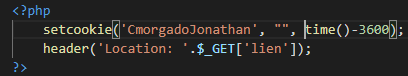 <?php
setcookie('CmorgadoJonathan', "", time()-3600);
header('Location: '.$_GET['lien']);
?>